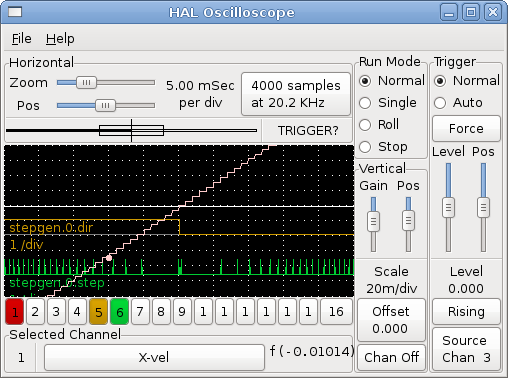 HAL Oscilloscope
File Help
Horizontal
Zoom
Pos
5.00 mSec
per div
4000 samples
at 20.2 KHz
TRIGGER?
Run Mode
Normal
Single
Roll
Stop
Trigger
Normal
Auto
Force
Level Pos
Vertical
Gain Pos
stepgen.0.dir
1 /div
stepgen.0.step
Scale
20m/div
Level
0.000
Offset
0.000
Rising
Chan Off
Source
Chan 3
1 2 3 4 5 6 7 8 9 1 1 1 1 1 1 16
Selected Channel
1 X-vel f(-0.01014)